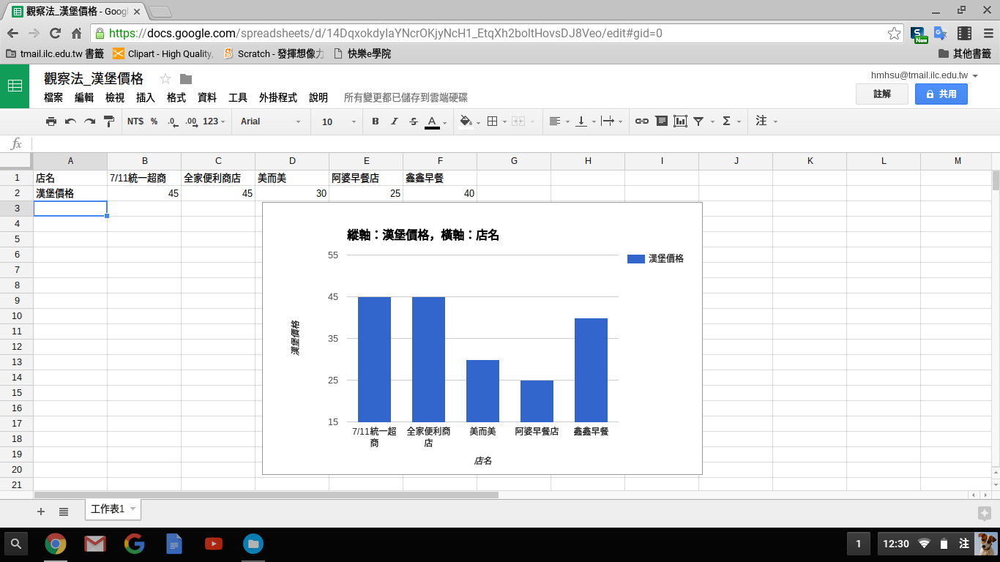 觀察法_漢堡價格 - Googl
https://docs.google.com/spreadsheets/d/14DqxokdyIaYNcrOKjyNcH1_EtqXh2boItHovsDJ8Veo/edit#gid=0
New
tmail.ilc.edu.tw 書籤 Clipart - High Quality, Scratch - 發揮想像力 快樂e學院 其他書籤
觀察法_漢堡價格
hmhsu@tmail.ilc.edu.tw
檔案 編輯 檢視 插入 格式 資料 工具 外掛程式 說明 所有變更都已儲存到雲端硬碟
註解 共用
NT$ % .0 .00 123 Arial 10 B I S A Σ 注
fx
A B C D E F G H I J K L M
1 店名 7/11統一超商 全家便利商店 美而美 阿婆早餐店 鑫鑫早餐
2 漢堡價格 45 45 30 25 40
3
4
5
6
7
8
9
10
11
12
13
14
15
16
17
18
19
20
21
縱軸：漢堡價格，橫軸：店名
漢堡價格
55
45
35
25
15
漢堡價格
7/11統一超商 全家便利商店 美而美 阿婆早餐店 鑫鑫早餐
店名
工作表1
1 12:30 注